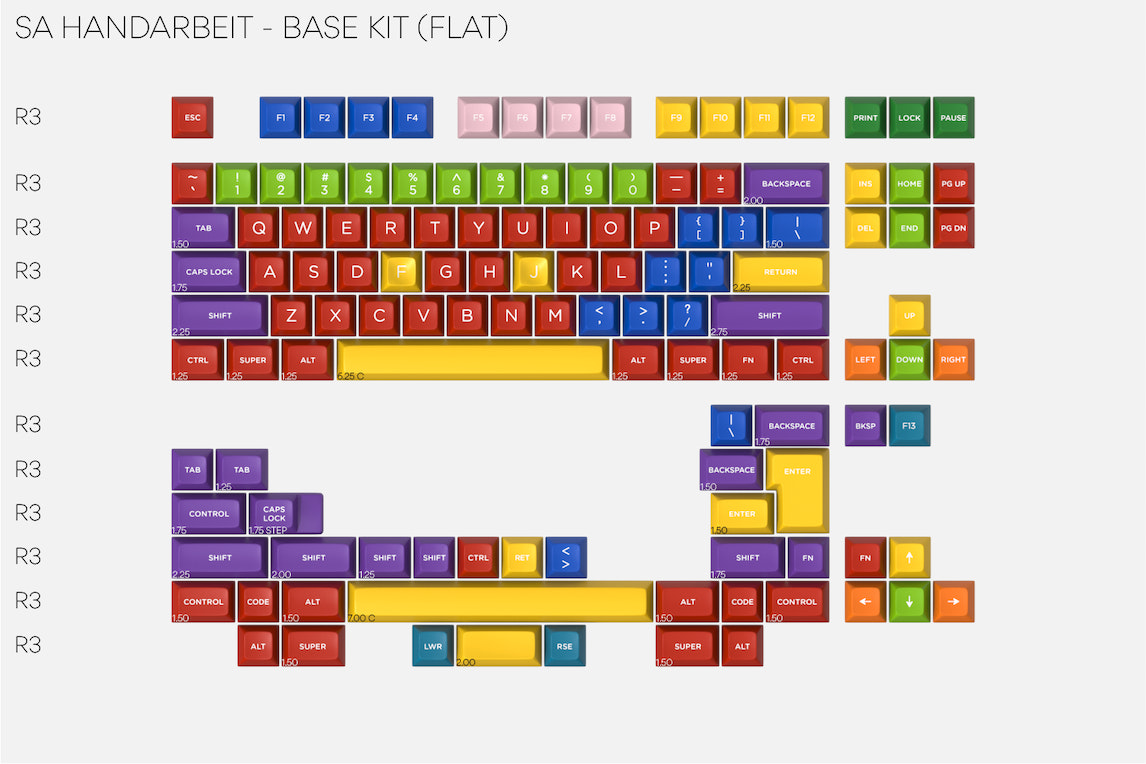 SA HANDARBEIT - BASE KIT (FLAT)
R3 ESC F1 F2 F3 F4 F5 F6 F7 F8 F9 F10 F11 F12 PRINT LOCK PAUSE
R3 ~ ` ! 1 @ 2 # 3 $ 4 % 5 ^ 6 & 7 * 8 ( 9 ) 0 — – + = BACKSPACE 2.00 INS HOME PG UP
R3 TAB 1.50 Q W E R T Y U I O P { [ } ] | \ 1.50 DEL END PG DN
R3 CAPS LOCK 1.75 A S D F G H J K L : ; " ' RETURN 2.25
R3 SHIFT 2.25 Z X C V B N M < , > . ? / SHIFT 2.75 UP
R3 CTRL 1.25 SUPER 1.25 ALT 1.25 6.25 C ALT 1.25 SUPER 1.25 FN 1.25 CTRL 1.25 LEFT DOWN RIGHT
R3 | \ BACKSPACE 1.75 BKSP F13
R3 TAB TAB 1.25 BACKSPACE 1.50 ENTER
R3 CONTROL 1.75 CAPS LOCK 1.75 STEP ENTER 1.50
R3 SHIFT 2.25 SHIFT 2.00 SHIFT 1.25 SHIFT CTRL RET < > SHIFT 1.75 FN FN ↑
R3 CONTROL 1.50 CODE ALT 1.50 7.00 C ALT 1.50 CODE CONTROL 1.50 ← ↓ →
R3 ALT SUPER 1.50 LWR 2.00 RSE SUPER 1.50 ALT